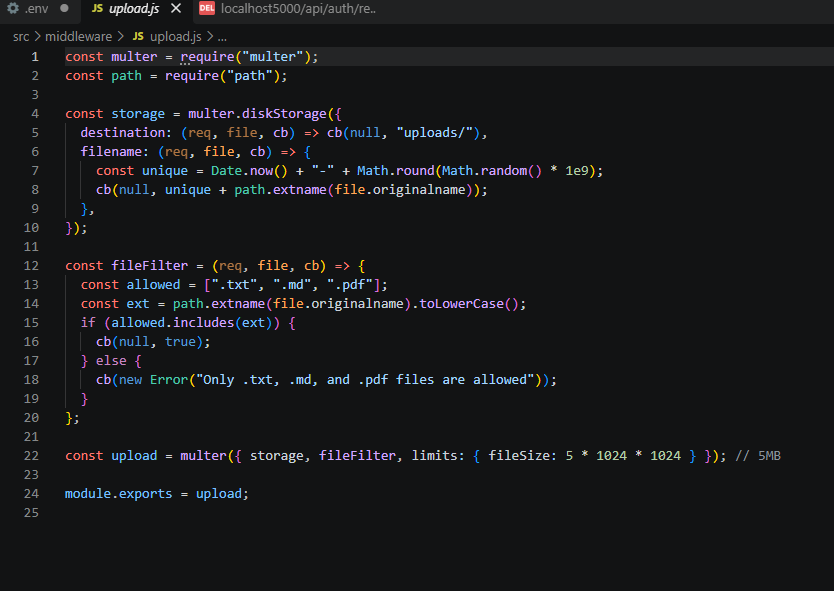 .env ● JS upload.js × DEL localhost5000/api/auth/re..
src > middleware > JS upload.js > ...
1 const multer = require("multer");
2 const path = require("path");
3
4 const storage = multer.diskStorage({
5 destination: (req, file, cb) => cb(null, "uploads/"),
6 filename: (req, file, cb) => {
7 const unique = Date.now() + "-" + Math.round(Math.random() * 1e9);
8 cb(null, unique + path.extname(file.originalname));
9 },
10 });
11
12 const fileFilter = (req, file, cb) => {
13 const allowed = [".txt", ".md", ".pdf"];
14 const ext = path.extname(file.originalname).toLowerCase();
15 if (allowed.includes(ext)) {
16 cb(null, true);
17 } else {
18 cb(new Error("Only .txt, .md, and .pdf files are allowed"));
19 }
20 };
21
22 const upload = multer({ storage, fileFilter, limits: { fileSize: 5 * 1024 * 1024 } }); // 5MB
23
24 module.exports = upload;
25